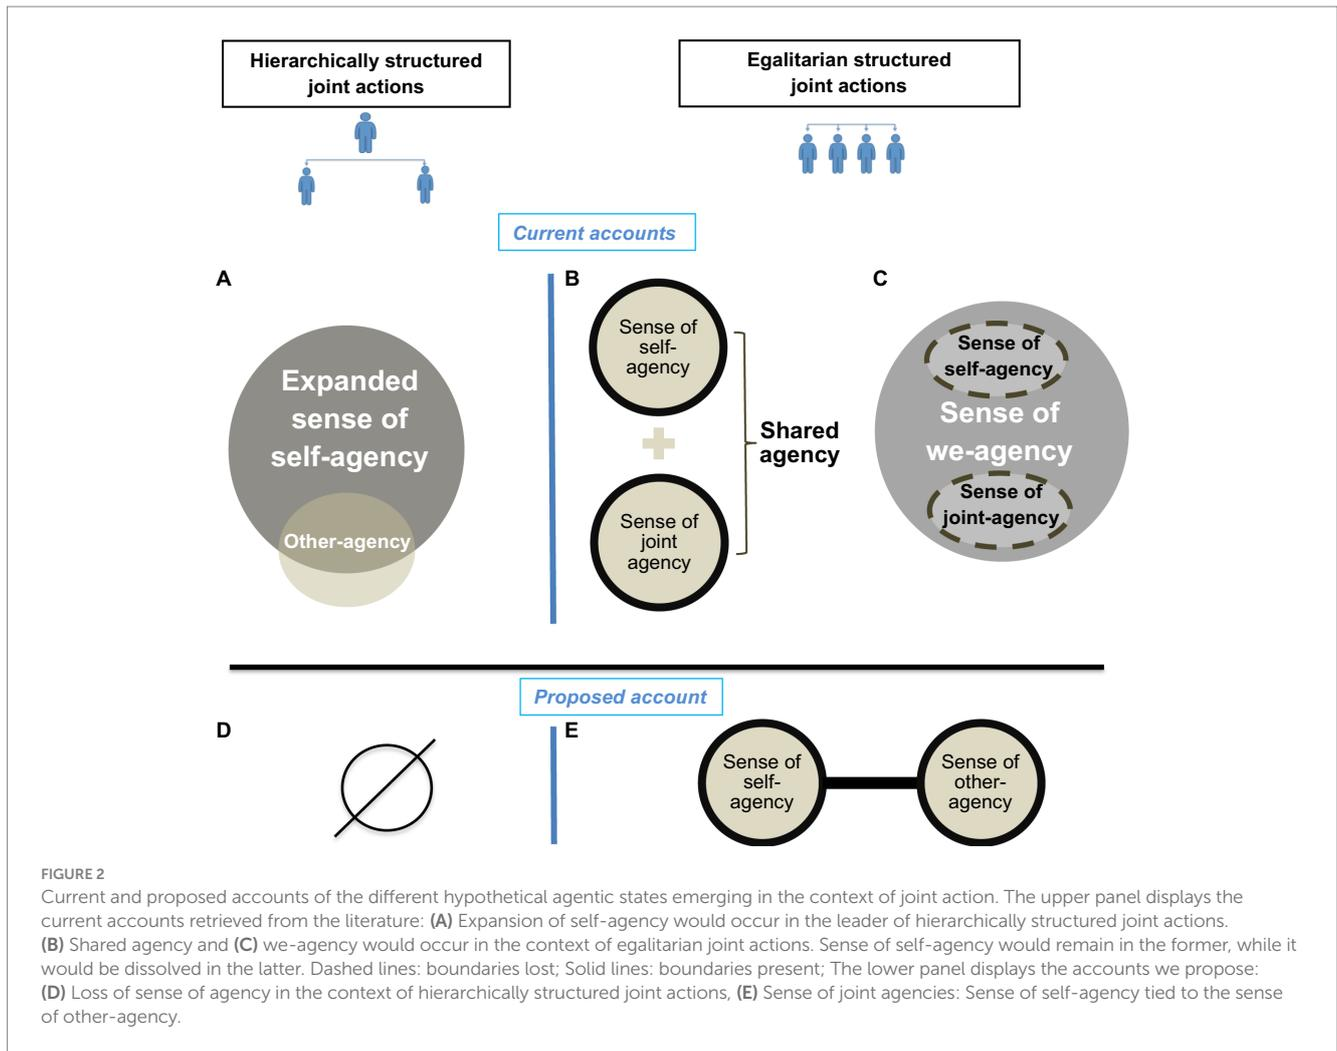 Hierarchically structured
joint actions
Egalitarian structured
joint actions
Current accounts
A
Expanded
sense of
self-agency
Other-agency
B
Sense of
self-
agency
Sense of
joint
agency
Shared
agency
C
Sense of
self-agency
Sense of
we-agency
Sense of
joint-agency
Proposed account
D
E
Sense of
self-
agency
Sense of
other-
agency
FIGURE 2
Current and proposed accounts of the different hypothetical agentic states emerging in the context of joint action. The upper panel displays the
current accounts retrieved from the literature: (A) Expansion of self-agency would occur in the leader of hierarchically structured joint actions.
(B) Shared agency and (C) we-agency would occur in the context of egalitarian joint actions. Sense of self-agency would remain in the former, while it
would be dissolved in the latter. Dashed lines: boundaries lost; Solid lines: boundaries present; The lower panel displays the accounts we propose:
(D) Loss of sense of agency in the context of hierarchically structured joint actions, (E) Sense of joint agencies: Sense of self-agency tied to the sense
of other-agency.